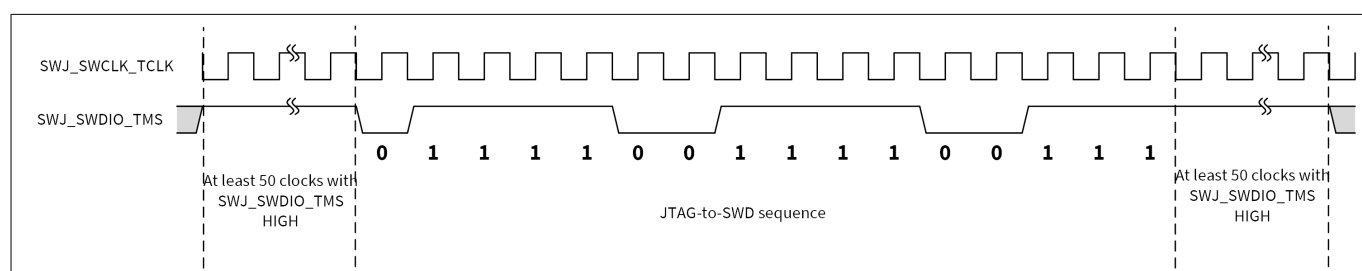 SWJ_SWCLK_TCLK
SWJ_SWDIO_TMS
0 1 1 1 1 0 0 1 1 1 1 0 0 1 1 1
At least 50 clocks with
SWJ_SWDIO_TMS
HIGH
JTAG-to-SWD sequence
At least 50 clocks with
SWJ_SWDIO_TMS
HIGH